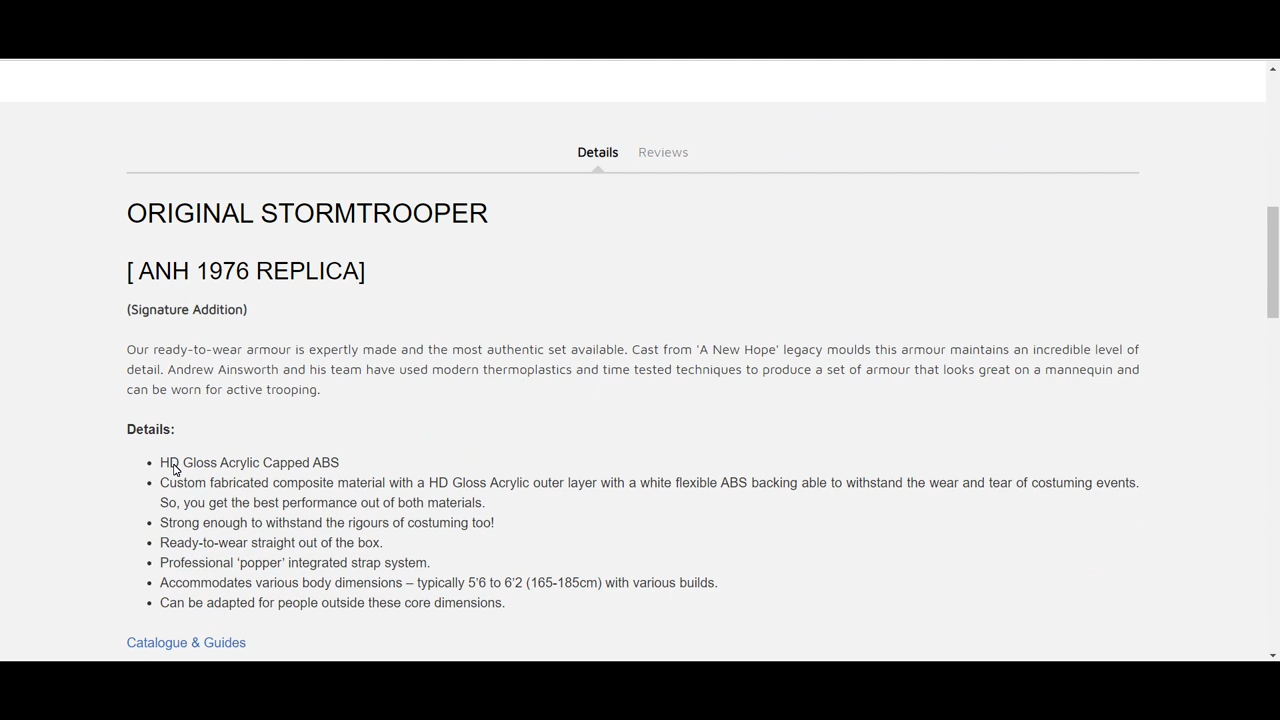 Details Reviews
ORIGINAL STORMTROOPER
[ ANH 1976 REPLICA]
(Signature Addition)
Our ready-to-wear armour is expertly made and the most authentic set available. Cast from 'A New Hope' legacy moulds this armour maintains an incredible level of
detail. Andrew Ainsworth and his team have used modern thermoplastics and time tested techniques to produce a set of armour that looks great on a mannequin and
can be worn for active trooping.
Details:
• HD Gloss Acrylic Capped ABS
• Custom fabricated composite material with a HD Gloss Acrylic outer layer with a white flexible ABS backing able to withstand the wear and tear of costuming events.
So, you get the best performance out of both materials.
• Strong enough to withstand the rigours of costuming too!
• Ready-to-wear straight out of the box.
• Professional ‘popper’ integrated strap system.
• Accommodates various body dimensions – typically 5’6 to 6’2 (165-185cm) with various builds.
• Can be adapted for people outside these core dimensions.
Catalogue & Guides